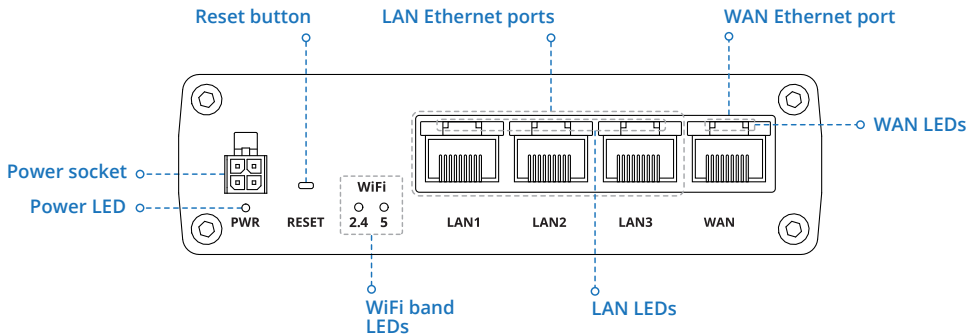 Reset button
LAN Ethernet ports
WAN Ethernet port
WAN LEDs
Power socket
Power LED
WiFi
2.4 5
PWR
RESET
LAN1
LAN2
LAN3
WAN
WiFi band
LEDs
LAN LEDs